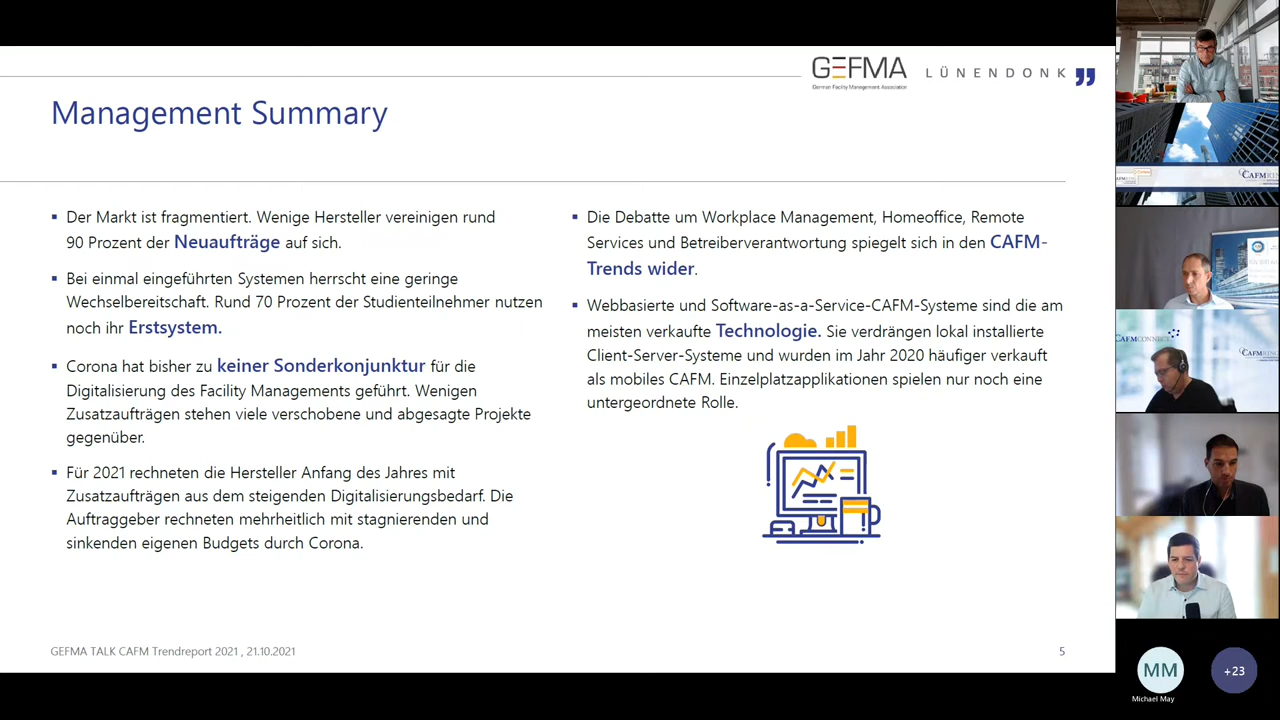 GEFMA
German Facility Management Association
LÜNENDONK
Management Summary
▪ Der Markt ist fragmentiert. Wenige Hersteller vereinigen rund
90 Prozent der Neuaufträge auf sich.
▪ Bei einmal eingeführten Systemen herrscht eine geringe
Wechselbereitschaft. Rund 70 Prozent der Studienteilnehmer nutzen
noch ihr Erstsystem.
▪ Corona hat bisher zu keiner Sonderkonjunktur für die
Digitalisierung des Facility Managements geführt. Wenigen
Zusatzaufträgen stehen viele verschobene und abgesagte Projekte
gegenüber.
▪ Für 2021 rechneten die Hersteller Anfang des Jahres mit
Zusatzaufträgen aus dem steigenden Digitalisierungsbedarf. Die
Auftraggeber rechneten mehrheitlich mit stagnierenden und
sinkenden eigenen Budgets durch Corona.
▪ Die Debatte um Workplace Management, Homeoffice, Remote
Services und Betreiberverantwortung spiegelt sich in den CAFM-
Trends wider.
▪ Webbasierte und Software-as-a-Service-CAFM-Systeme sind die am
meisten verkaufte Technologie. Sie verdrängen lokal installierte
Client-Server-Systeme und wurden im Jahr 2020 häufiger verkauft
als mobiles CAFM. Einzelplatzapplikationen spielen nur noch eine
untergeordnete Rolle.
GEFMA TALK CAFM Trendreport 2021 , 21.10.2021
5
CAFMRING
CAFMCONNECT
CAFMRING
MM
+23
Michael May